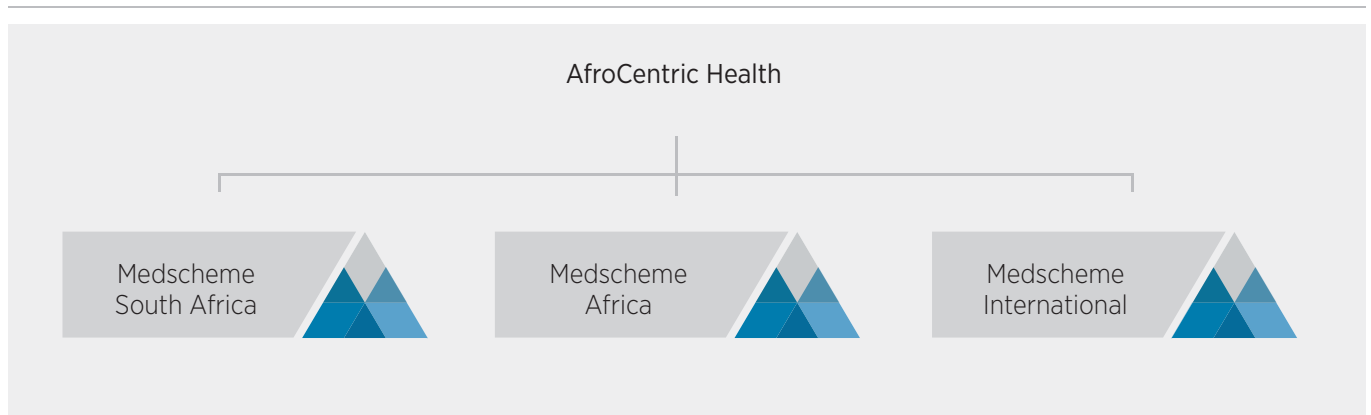 AfroCentric Health
Medscheme
South Africa
Medscheme
Africa
Medscheme
International